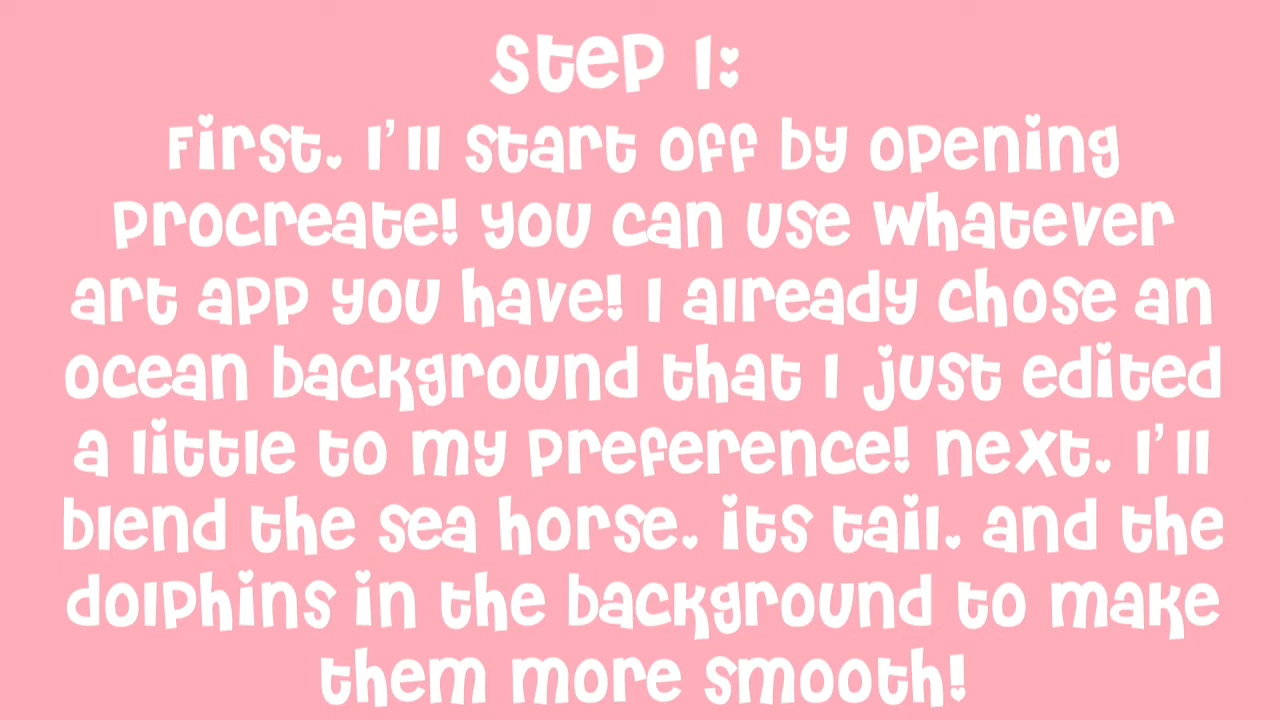 Step 1:
First, I'll start off by opening
procreate! you can use whatever
art app you have! I already chose an
ocean background that I just edited
a little to my preference! next, I'll
blend the sea horse, its tail, and the
dolphins in the background to make
them more smooth!